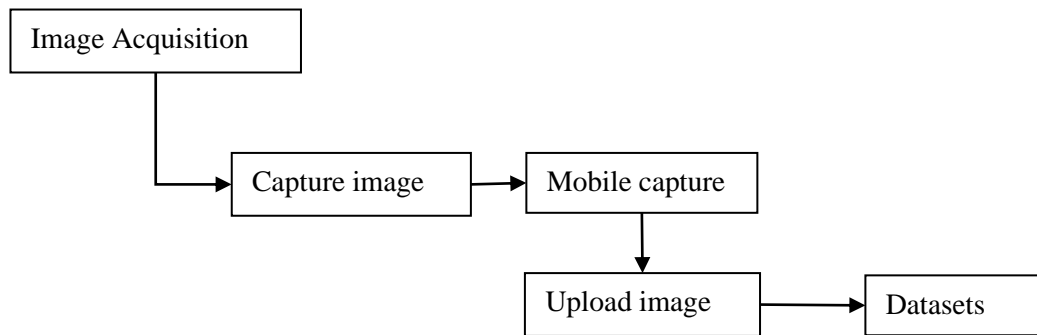 Image Acquisition
Capture image
Mobile capture
Upload image
Datasets